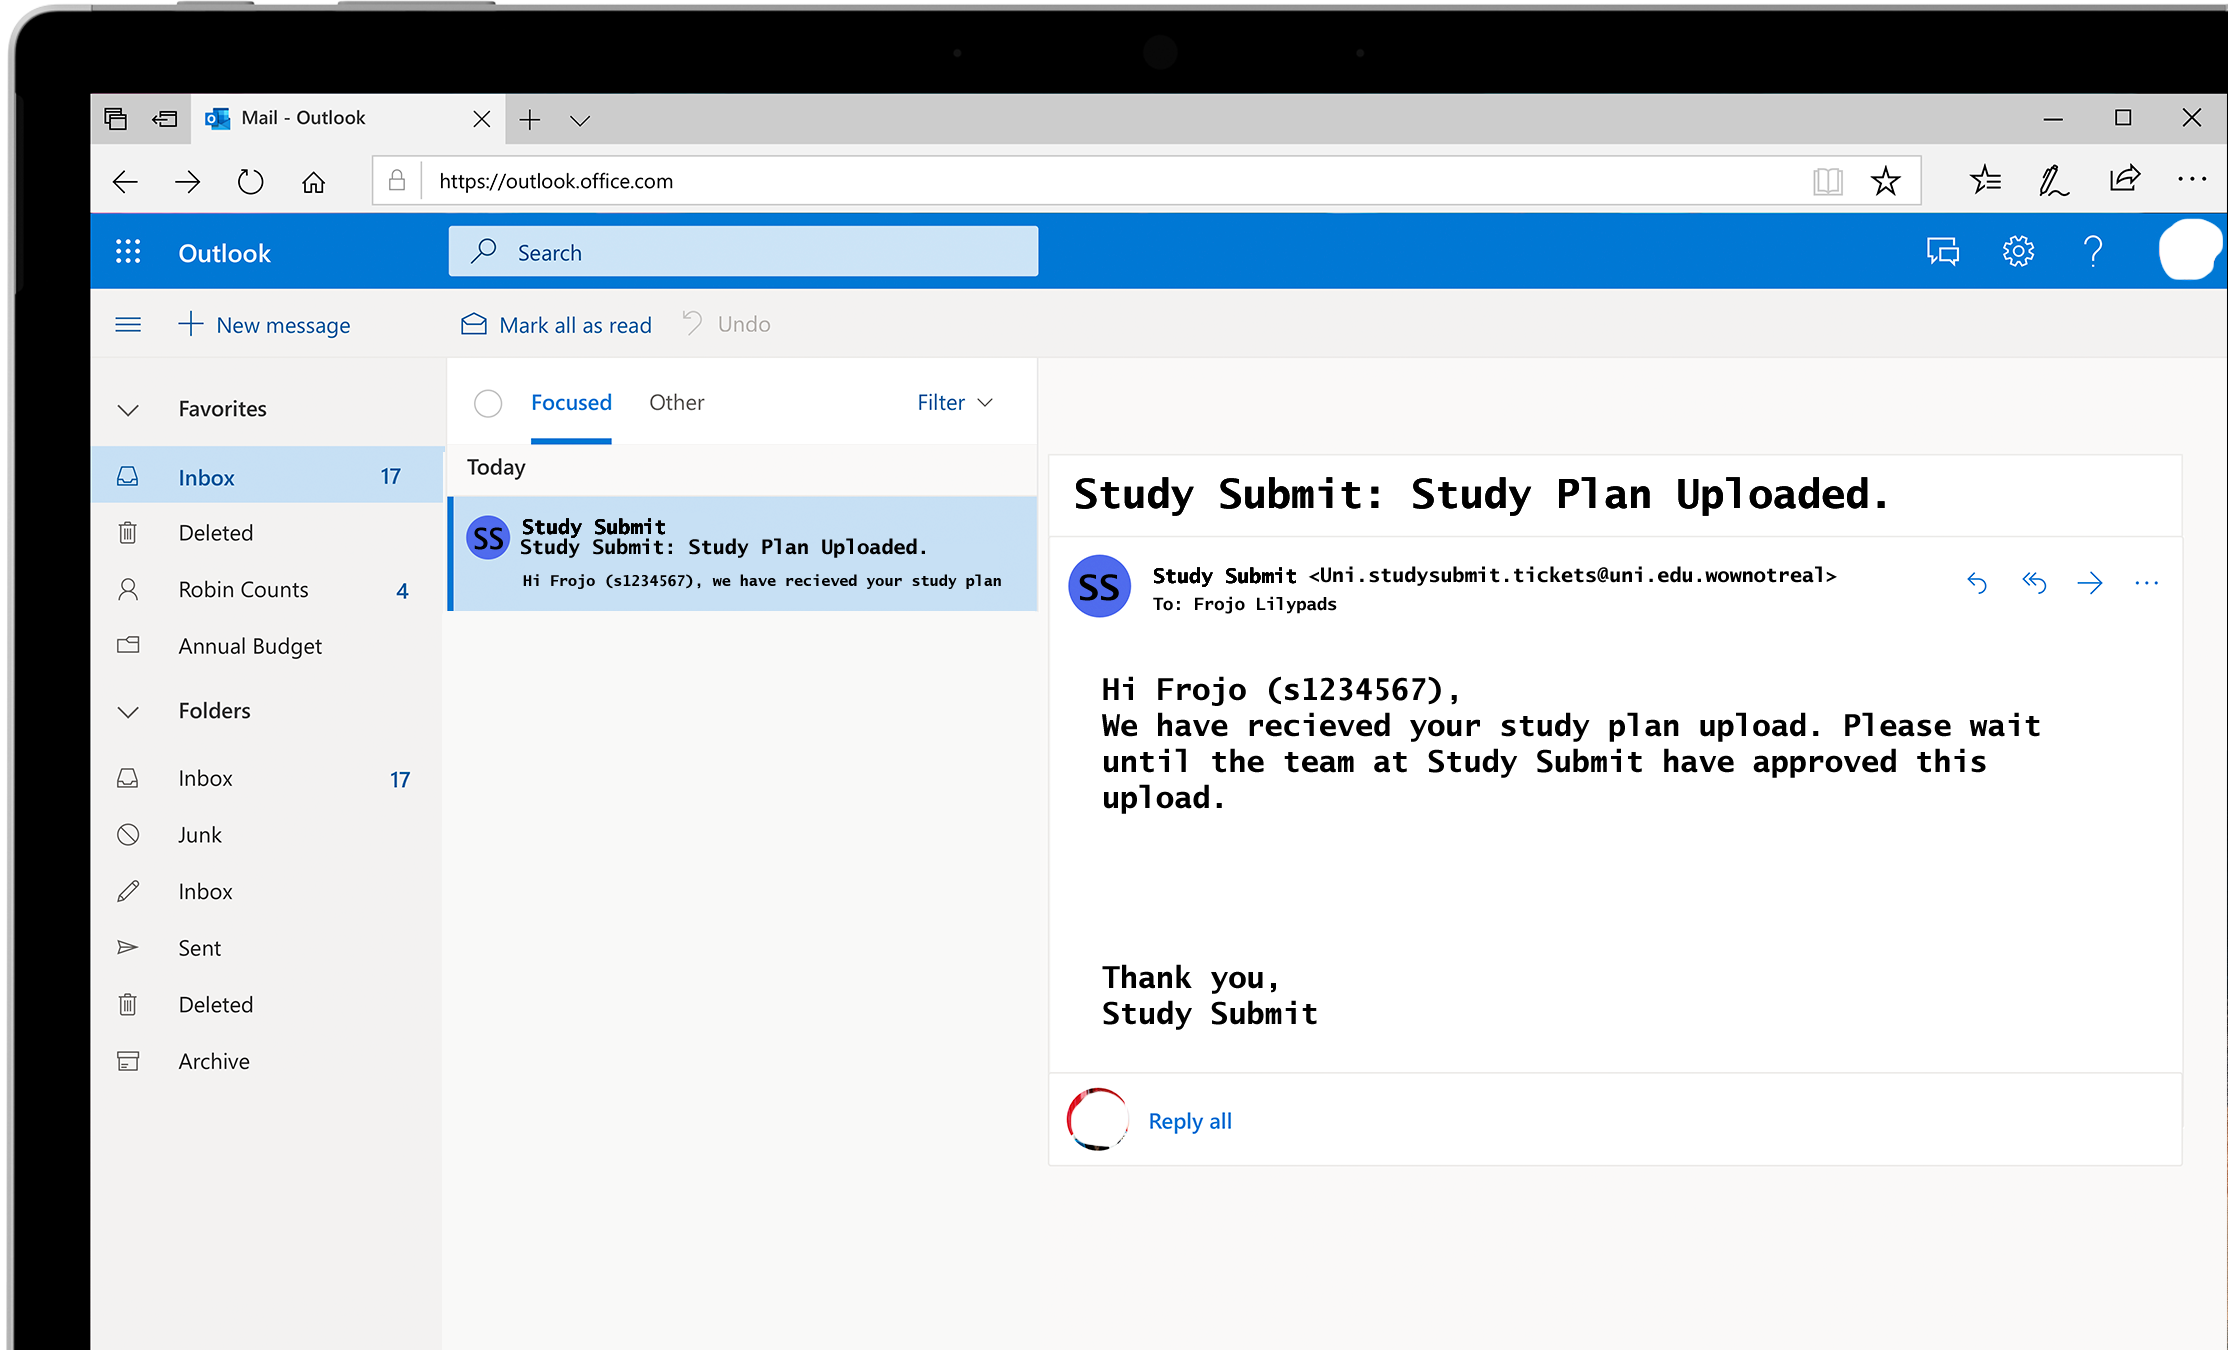 Mail - Outlook
https://outlook.office.com
Outlook
Search
New message
Mark all as read
Undo
Favorites
Inbox 17
Deleted
Robin Counts 4
Annual Budget
Folders
Inbox 17
Junk
Inbox
Sent
Deleted
Archive
Focused
Other
Filter
Today
SS
Study Submit
Study Submit: Study Plan Uploaded.
Hi Frojo (s1234567), we have recieved your study plan
Study Submit: Study Plan Uploaded.
SS
Study Submit <Uni.studysubmit.tickets@uni.edu.wownotreal>
To: Frojo Lilypads
Hi Frojo (s1234567),
We have recieved your study plan upload. Please wait
until the team at Study Submit have approved this
upload.
Thank you,
Study Submit
Reply all